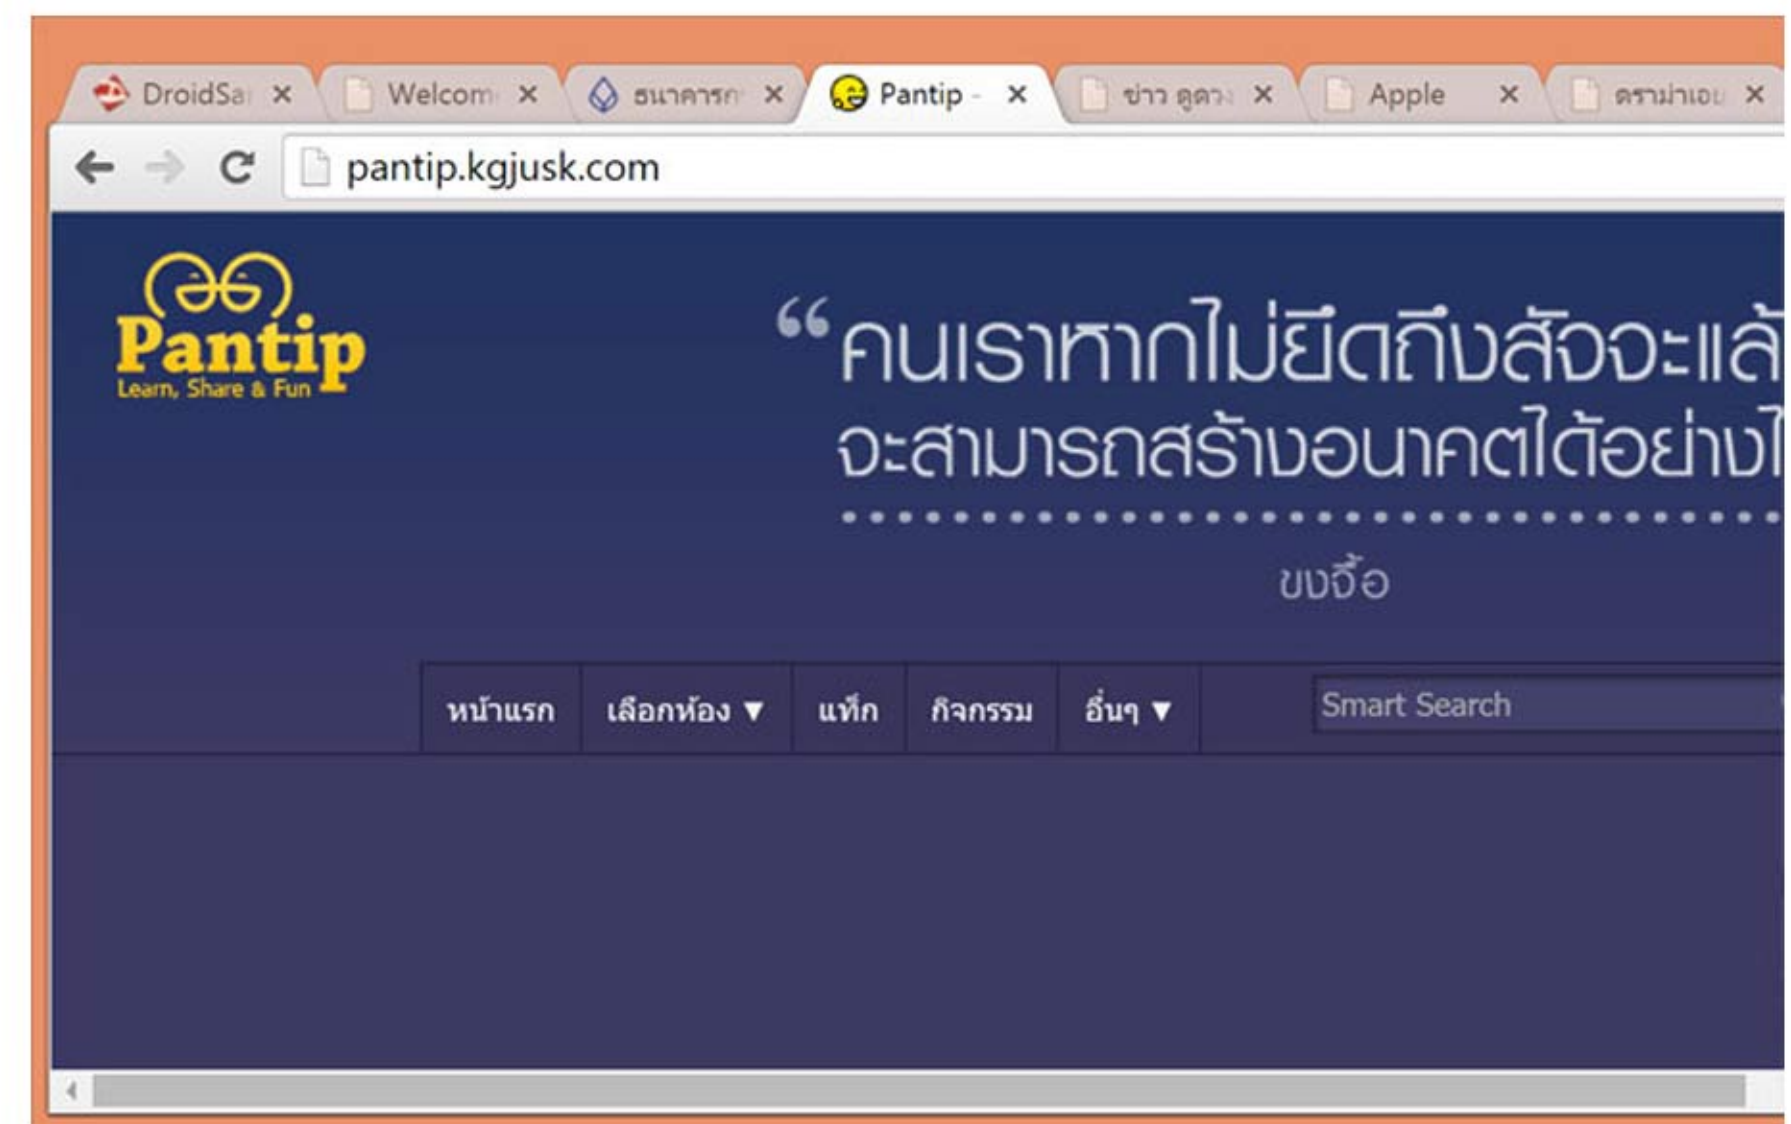 DroidSa
Welcom
ธนาคารก
Pantip -
ข่าว ดูดว
Apple
ดราม่าเอ
pantip.kgjusk.com
Pantip
Learn, Share & Fun
“คนเราหากไม่ยึดถึงสัจจะแล้
จะสามารถสร้างอนาคตได้อย่างไ
ขงจื้อ
หน้าแรก เลือกห้อง ▼ แท็ก กิจกรรม อื่นๆ ▼ Smart Search